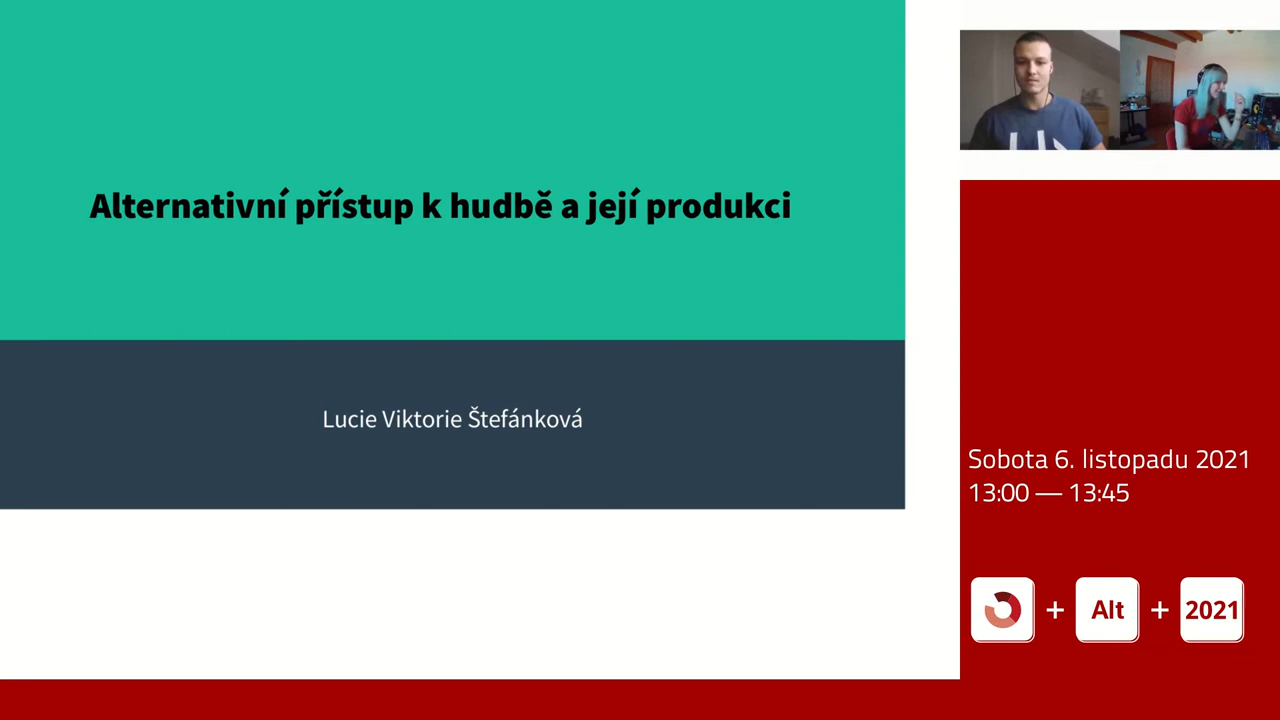 Alternativní přístup k hudbě a její produkci
Lucie Viktorie Štefánková
Sobota 6. listopadu 2021
13:00 — 13:45
+ Alt + 2021